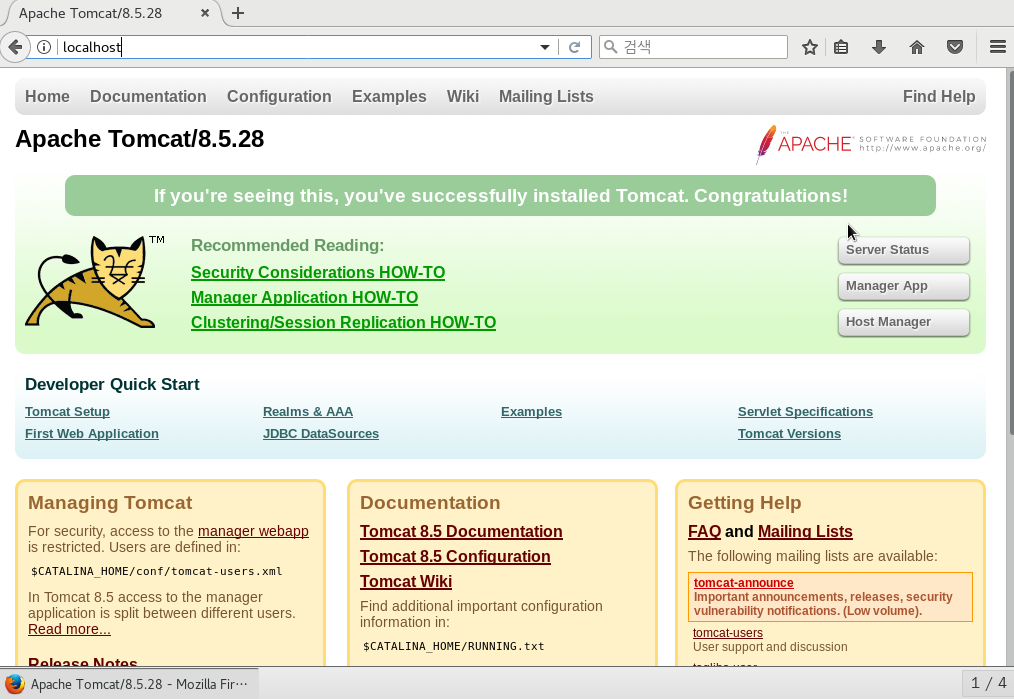 Apache Tomcat/8.5.28
localhost
검색
Home Documentation Configuration Examples Wiki Mailing Lists Find Help
Apache Tomcat/8.5.28
THE APACHE® SOFTWARE FOUNDATION
http://www.apache.org/
If you're seeing this, you've successfully installed Tomcat. Congratulations!
TM
Recommended Reading:
Security Considerations HOW-TO
Manager Application HOW-TO
Clustering/Session Replication HOW-TO
Server Status
Manager App
Host Manager
Developer Quick Start
Tomcat Setup
First Web Application
Realms & AAA
JDBC DataSources
Examples
Servlet Specifications
Tomcat Versions
Managing Tomcat
For security, access to the manager webapp
is restricted. Users are defined in:
$CATALINA_HOME/conf/tomcat-users.xml
In Tomcat 8.5 access to the manager
application is split between different users.
Read more...
Release Notes
Documentation
Tomcat 8.5 Documentation
Tomcat 8.5 Configuration
Tomcat Wiki
Find additional important configuration
information in:
$CATALINA_HOME/RUNNING.txt
Getting Help
FAQ and Mailing Lists
The following mailing lists are available:
tomcat-announce
Important announcements, releases, security
vulnerability notifications. (Low volume).
tomcat-users
User support and discussion
Apache Tomcat/8.5.28 - Mozilla Fir···
1 / 4